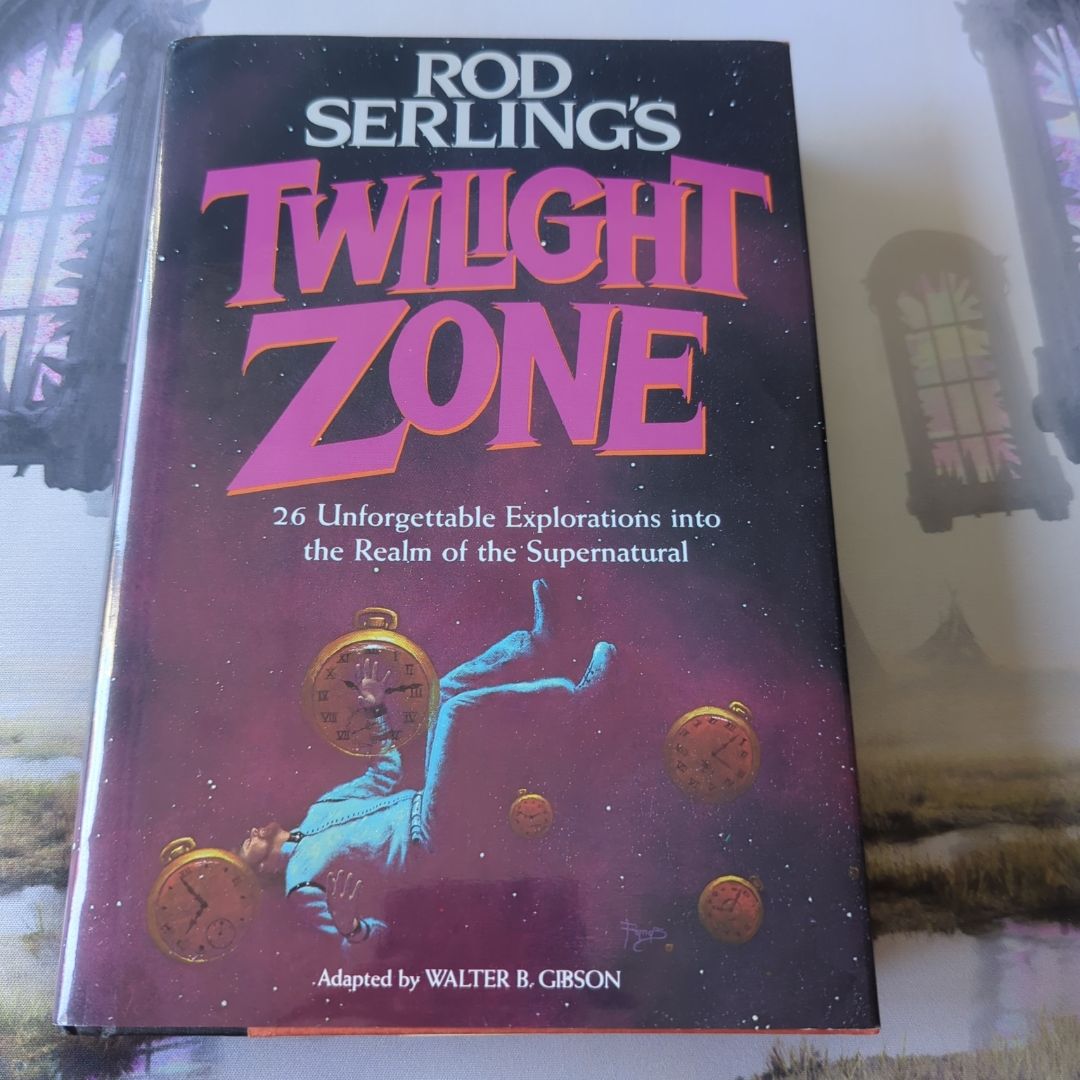 ROD
SERLING'S
TWILIGHT
ZONE
26 Unforgettable Explorations into
the Realm of the Supernatural
Adapted by WALTER B. GIBSON